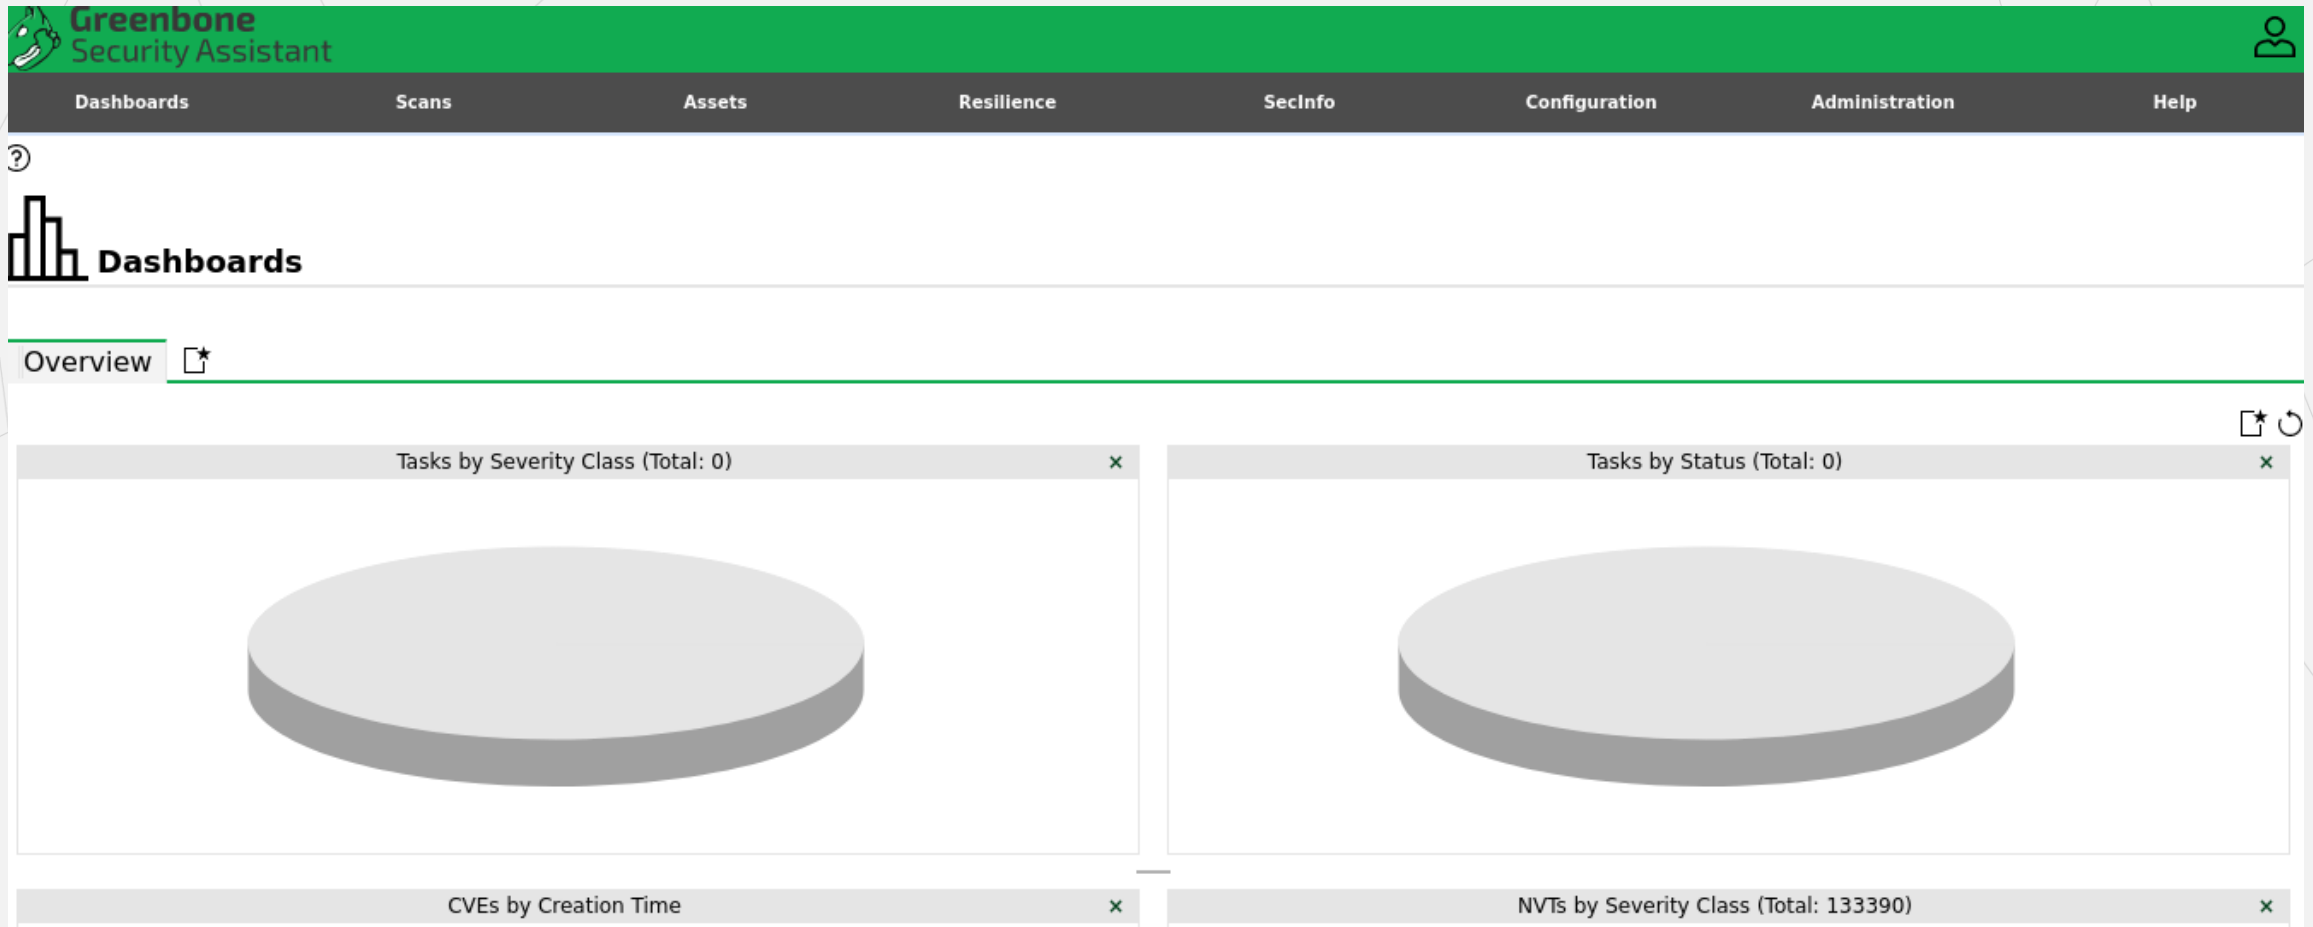 Greenbone
Security Assistant
Dashboards Scans Assets Resilience SecInfo Configuration Administration Help
?
Dashboards
Overview
Tasks by Severity Class (Total: 0) ×
Tasks by Status (Total: 0) ×
CVEs by Creation Time ×
NVTs by Severity Class (Total: 133390) ×